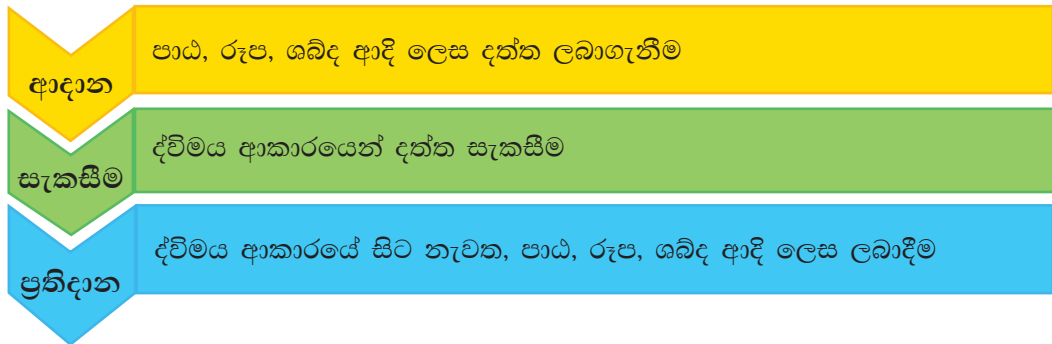 පාඨ, රූප, ශබ්ද ආදි ලෙස දත්ත ලබාගැනීම
ආදාන
ද්විමය ආකාරයෙන් දත්ත සැකසීම
සැකසීම
ද්විමය ආකාරයේ සිට නැවත, පාඨ, රූප, ශබ්ද ආදි ලෙස ලබාදීම
ප්‍රතිදාන